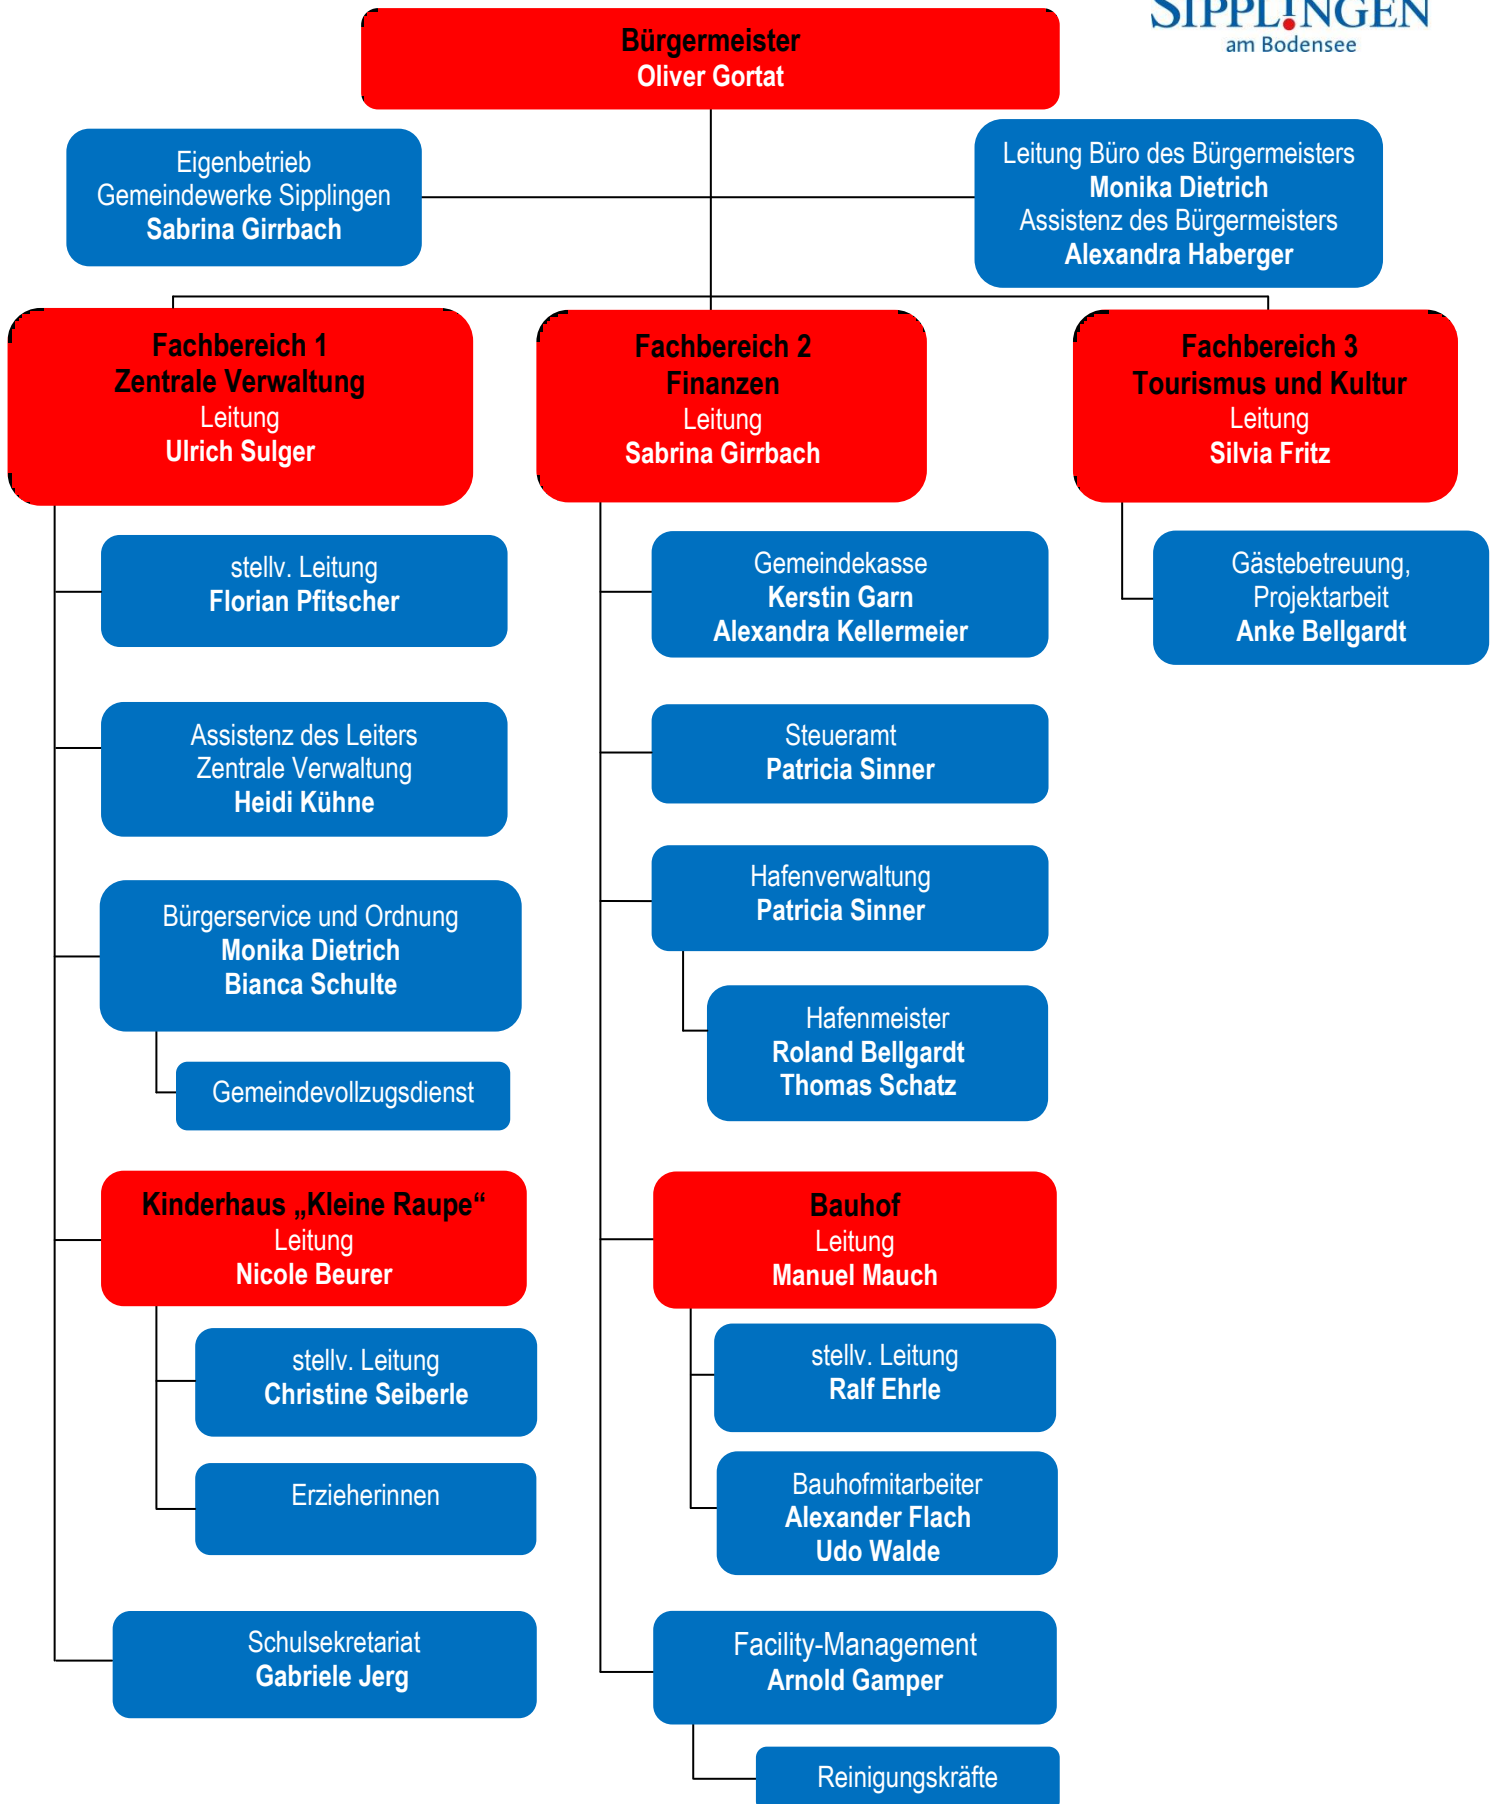 SIPPLINGEN
am Bodensee
Bürgermeister
Oliver Gortat
Eigenbetrieb
Gemeindewerke Sipplingen
Sabrina Girrbach
Leitung Büro des Bürgermeisters
Monika Dietrich
Assistenz des Bürgermeisters
Alexandra Haberger
Fachbereich 1
Zentrale Verwaltung
Leitung
Ulrich Sulger
stellv. Leitung
Florian Pfitscher
Assistenz des Leiters
Zentrale Verwaltung
Heidi Kühne
Bürgerservice und Ordnung
Monika Dietrich
Bianca Schulte
Gemeindevollzugsdienst
Kinderhaus „Kleine Raupe“
Leitung
Nicole Beurer
stellv. Leitung
Christine Seiberle
Erzieherinnen
Schulsekretariat
Gabriele Jerg
Fachbereich 2
Finanzen
Leitung
Sabrina Girrbach
Gemeindekasse
Kerstin Garn
Alexandra Kellermeier
Steueramt
Patricia Sinner
Hafenverwaltung
Patricia Sinner
Hafenmeister
Roland Bellgardt
Thomas Schatz
Bauhof
Leitung
Manuel Mauch
stellv. Leitung
Ralf Ehrle
Bauhofmitarbeiter
Alexander Flach
Udo Walde
Facility-Management
Arnold Gamper
Reinigungskräfte
Fachbereich 3
Tourismus und Kultur
Leitung
Silvia Fritz
Gästebetreuung,
Projektarbeit
Anke Bellgardt